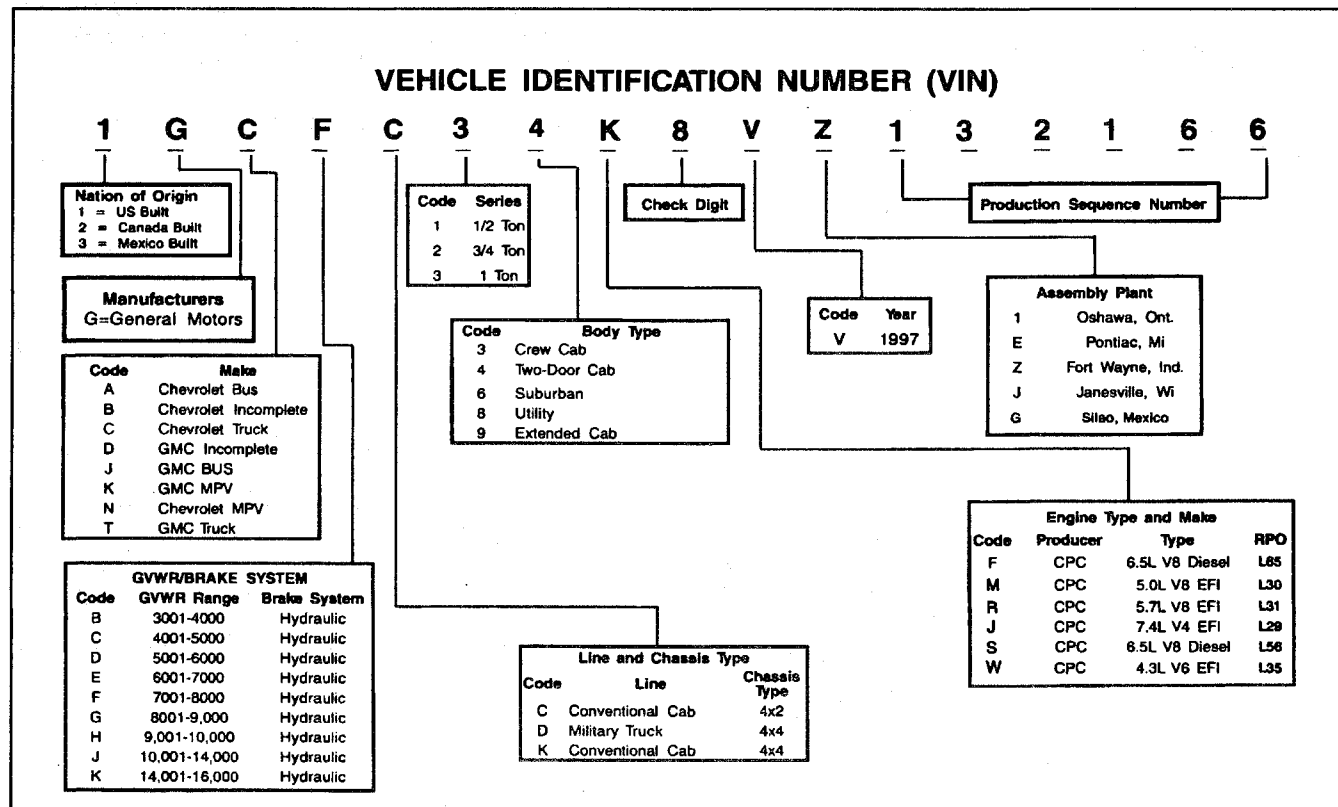 VEHICLE IDENTIFICATION NUMBER (VIN)
1 G C F C 3 4 K 8 V Z 1 3 2 1 6 6
Nation of Origin
1 = US Built
2 = Canada Built
3 = Mexico Built
Manufacturers
G=General Motors
Code Make
A Chevrolet Bus
B Chevrolet Incomplete
C Chevrolet Truck
D GMC Incomplete
J GMC BUS
K GMC MPV
N Chevrolet MPV
T GMC Truck
GVWR/BRAKE SYSTEM
Code GVWR Range Brake System
B 3001-4000 Hydraulic
C 4001-5000 Hydraulic
D 5001-6000 Hydraulic
E 6001-7000 Hydraulic
F 7001-8000 Hydraulic
G 8001-9,000 Hydraulic
H 9,001-10,000 Hydraulic
J 10,001-14,000 Hydraulic
K 14,001-16,000 Hydraulic
Code Series
1 1/2 Ton
2 3/4 Ton
3 1 Ton
Code Body Type
3 Crew Cab
4 Two-Door Cab
6 Suburban
8 Utility
9 Extended Cab
Line and Chassis Type
Code Line Chassis Type
C Conventional Cab 4x2
D Military Truck 4x4
K Conventional Cab 4x4
Check Digit
Code Year
V 1997
Production Sequence Number
Assembly Plant
1 Oshawa, Ont.
E Pontiac, Mi
Z Fort Wayne, Ind.
J Janesville, Wi
G Silao, Mexico
Engine Type and Make
Code Producer Type RPO
F CPC 6.5L V8 Diesel L65
M CPC 5.0L V8 EFI L30
R CPC 5.7L V8 EFI L31
J CPC 7.4L V4 EFI L29
S CPC 6.5L V8 Diesel L56
W CPC 4.3L V6 EFI L35